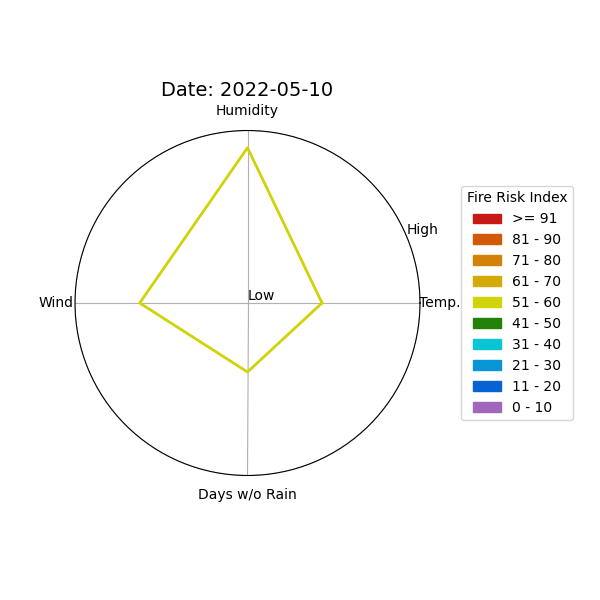 Date: 2022-05-10
Humidity
High
Low
Wind
Temp.
Days w/o Rain
Fire Risk Index
>= 91
81 - 90
71 - 80
61 - 70
51 - 60
41 - 50
31 - 40
21 - 30
11 - 20
0 - 10